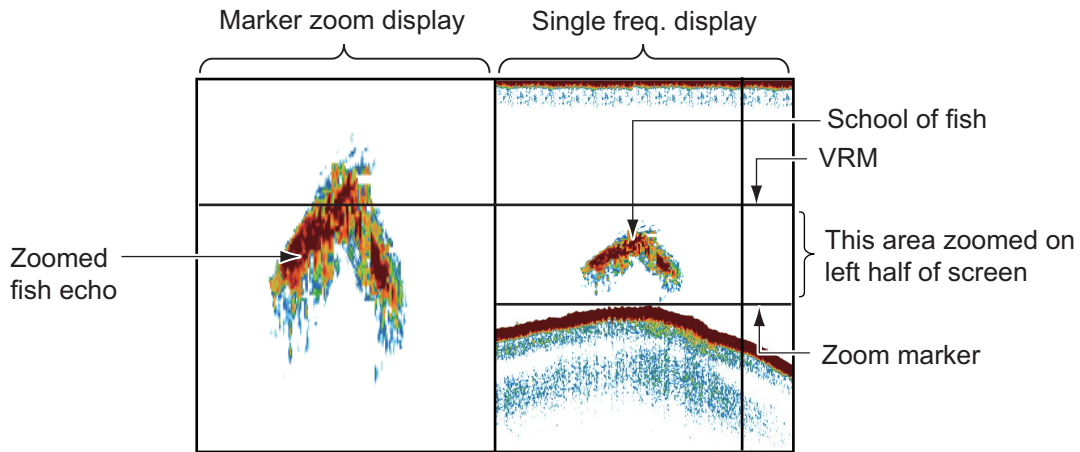 Marker zoom display
Single freq. display
School of fish
VRM
This area zoomed on
left half of screen
Zoomed
fish echo
Zoom marker